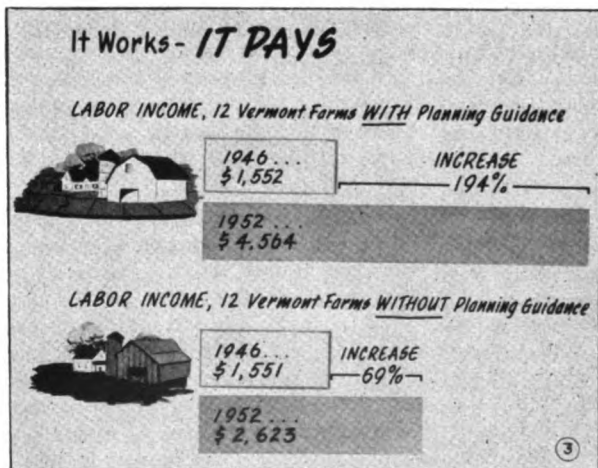 It Works - IT PAYS
LABOR INCOME, 12 Vermont Farms WITH Planning Guidance
1946...
$1,552
INCREASE
194%
1952...
$4,564
LABOR INCOME, 12 Vermont Farms WITHOUT Planning Guidance
1946...
$1,551
INCREASE
69%
1952...
$2,623
3